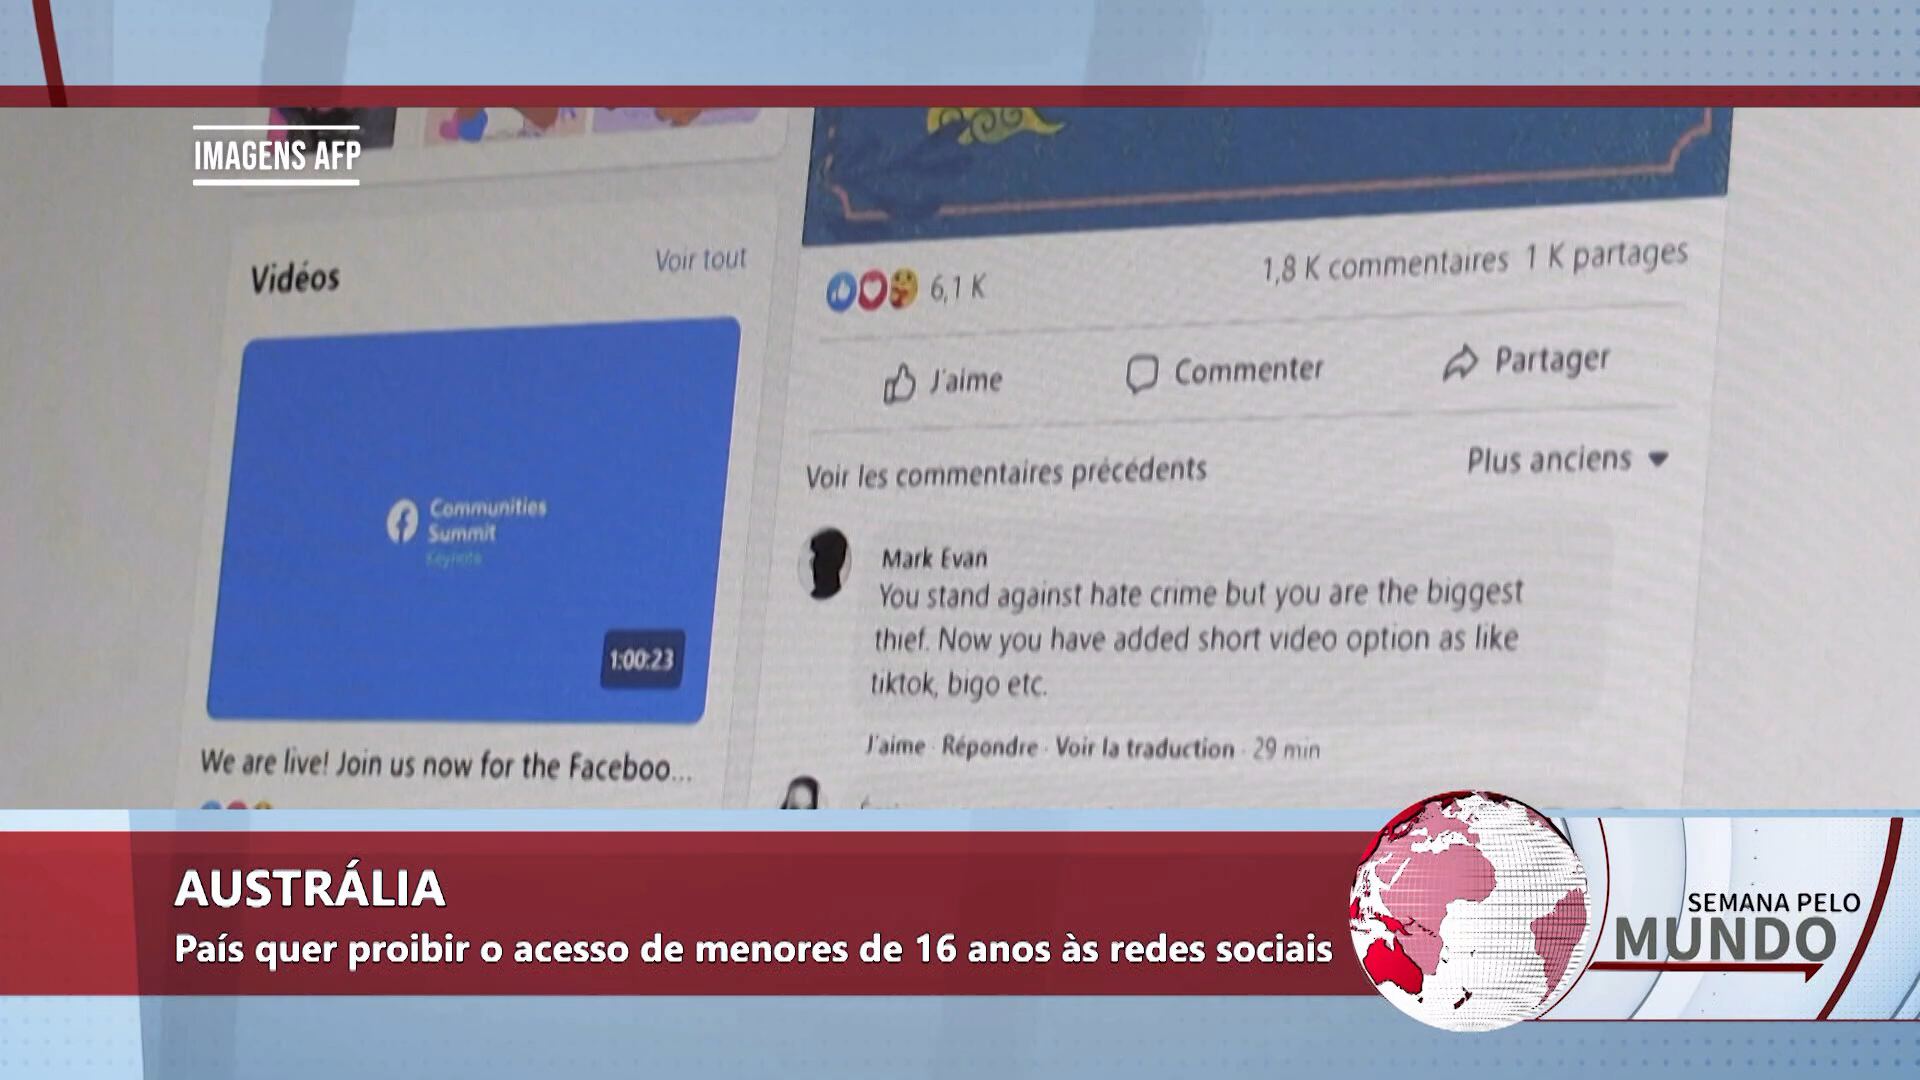 IMAGENS AFP
Vidéos
Voir tout
Communities
Summit
Keynote
1:00:23
We are live! Join us now for the Faceboo...
6,1 K
1,8 K commentaires 1 K partages
J'aime
Commenter
Partager
Voir les commentaires précédents
Plus anciens
Mark Evan
You stand against hate crime but you are the biggest
thief. Now you have added short video option as like
tiktok, bigo etc.
J'aime · Répondre · Voir la traduction · 29 min
AUSTRÁLIA
País quer proibir o acesso de menores de 16 anos às redes sociais
SEMANA PELO
MUNDO